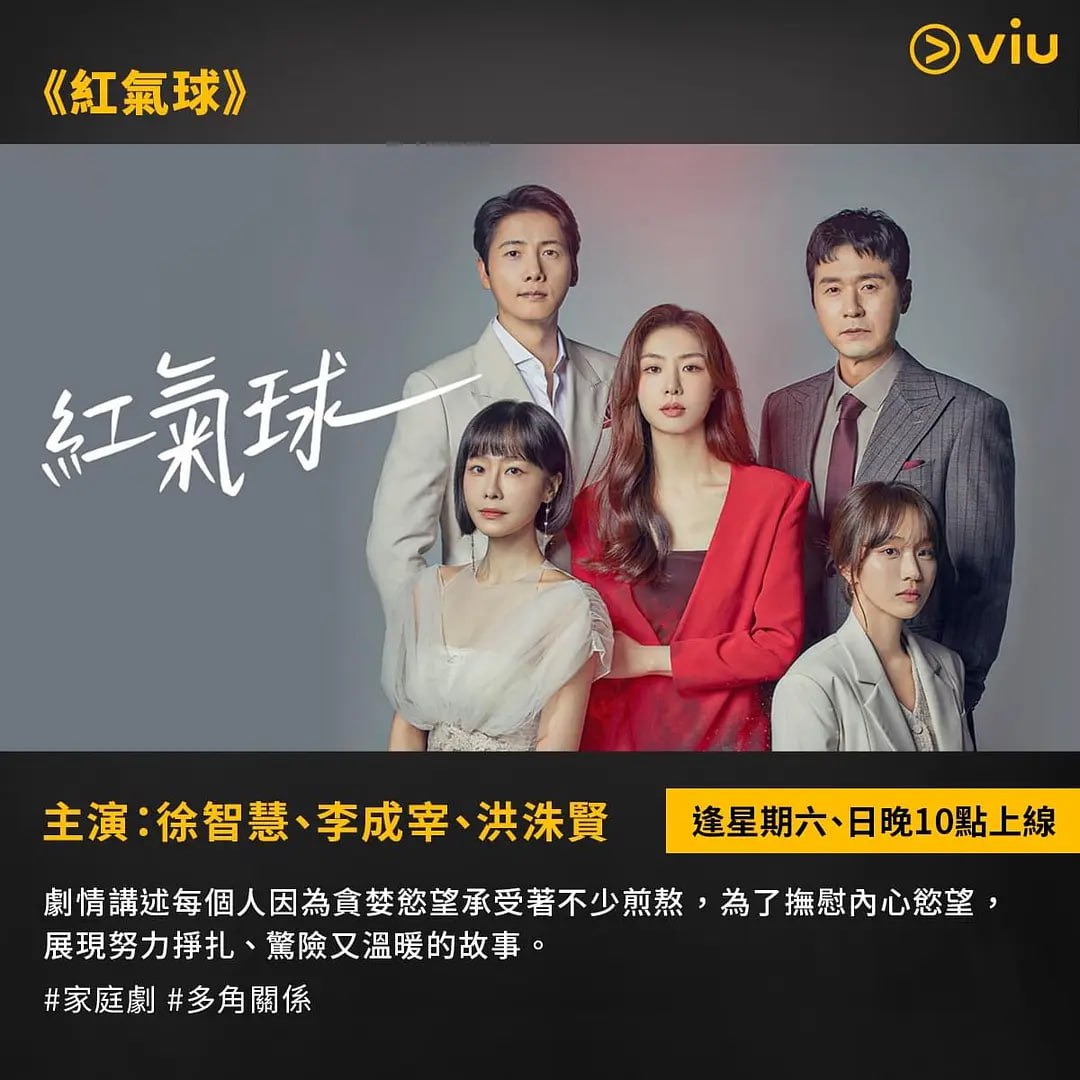 viu
《紅氣球》
紅氣球
主演：徐智慧、李成宰、洪洙賢
逢星期六、日晚10點上線
劇情講述每個人因為貪婪慾望承受著不少煎熬，為了撫慰內心慾望，
展現努力掙扎、驚險又溫暖的故事。
#家庭劇 #多角關係